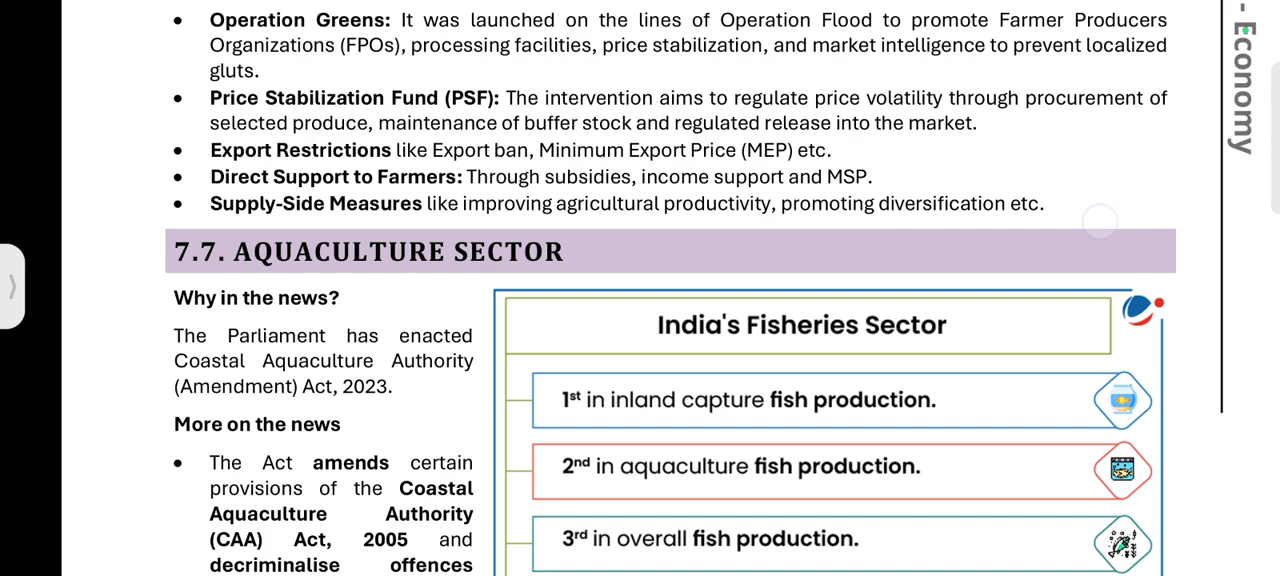 • Operation Greens: It was launched on the lines of Operation Flood to promote Farmer Producers
Organizations (FPOs), processing facilities, price stabilization, and market intelligence to prevent localized
gluts.
• Price Stabilization Fund (PSF): The intervention aims to regulate price volatility through procurement of
selected produce, maintenance of buffer stock and regulated release into the market.
• Export Restrictions like Export ban, Minimum Export Price (MEP) etc.
• Direct Support to Farmers: Through subsidies, income support and MSP.
• Supply-Side Measures like improving agricultural productivity, promoting diversification etc.
7.7. AQUACULTURE SECTOR
Why in the news?
The Parliament has enacted
Coastal Aquaculture Authority
(Amendment) Act, 2023.
More on the news
• The Act amends certain
provisions of the Coastal
Aquaculture Authority
(CAA) Act, 2005 and
decriminalise offences
India's Fisheries Sector
1st in inland capture fish production.
2nd in aquaculture fish production.
3rd in overall fish production.
- Economy